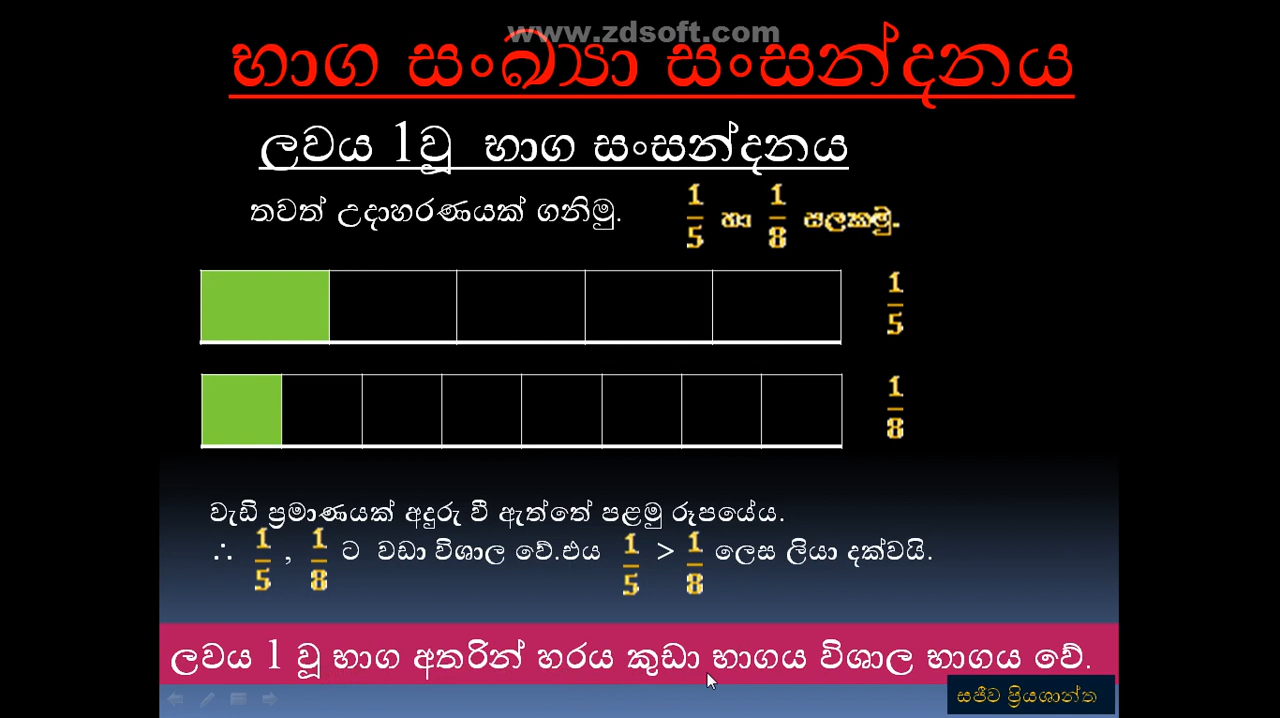 www.zdsoft.com
භාග සංඛ්‍යා සංසන්දනය
ලවය 1වූ භාග සංසන්දනය
තවත් උදාහරණයක් ගනිමු. 1/5 හා 1/8 සලකමු.
1/5
1/8
වැඩි ප්‍රමාණයක් අඳුරු වී ඇත්තේ පළමු රූපයේය.
∴ 1/5 , 1/8 ට වඩා විශාල වේ.එය 1/5 > 1/8 ලෙස ලියා දක්වයි.
ලවය 1 වූ භාග අතරින් හරය කුඩා භාගය විශාල භාගය වේ.
සජීව ප්‍රියශාන්ත